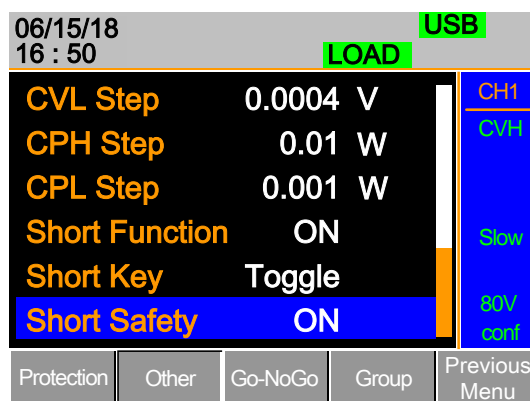 06/15/18 USB
16 : 50 LOAD
CVL Step 0.0004 V
CPH Step 0.01 W
CPL Step 0.001 W
Short Function ON
Short Key Toggle
Short Safety ON
CH1
CVH
Slow
80V
conf
Protection Other Go-NoGo Group Previous
Menu